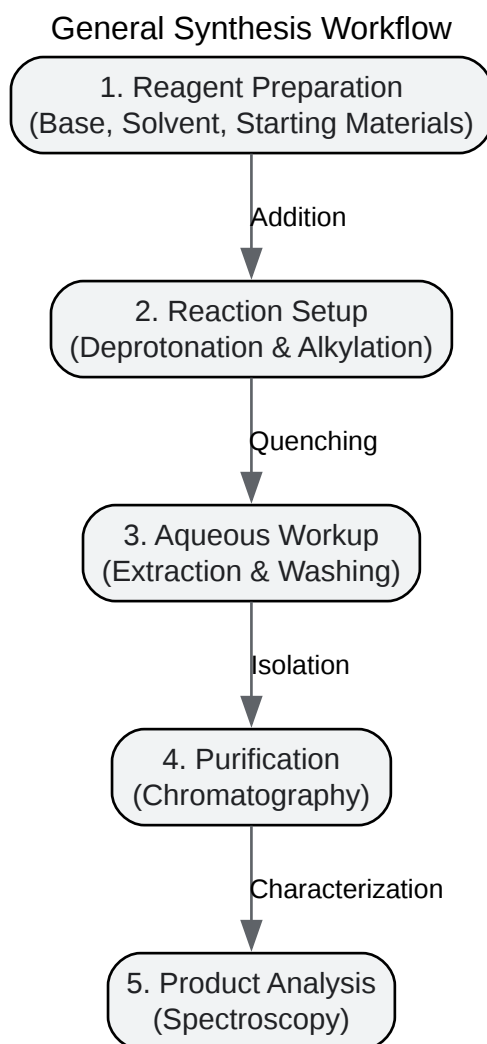 General Synthesis Workflow
1. Reagent Preparation
(Base, Solvent, Starting Materials)
Addition
2. Reaction Setup
(Deprotonation & Alkylation)
Quenching
3. Aqueous Workup
(Extraction & Washing)
Isolation
4. Purification
(Chromatography)
Characterization
5. Product Analysis
(Spectroscopy)